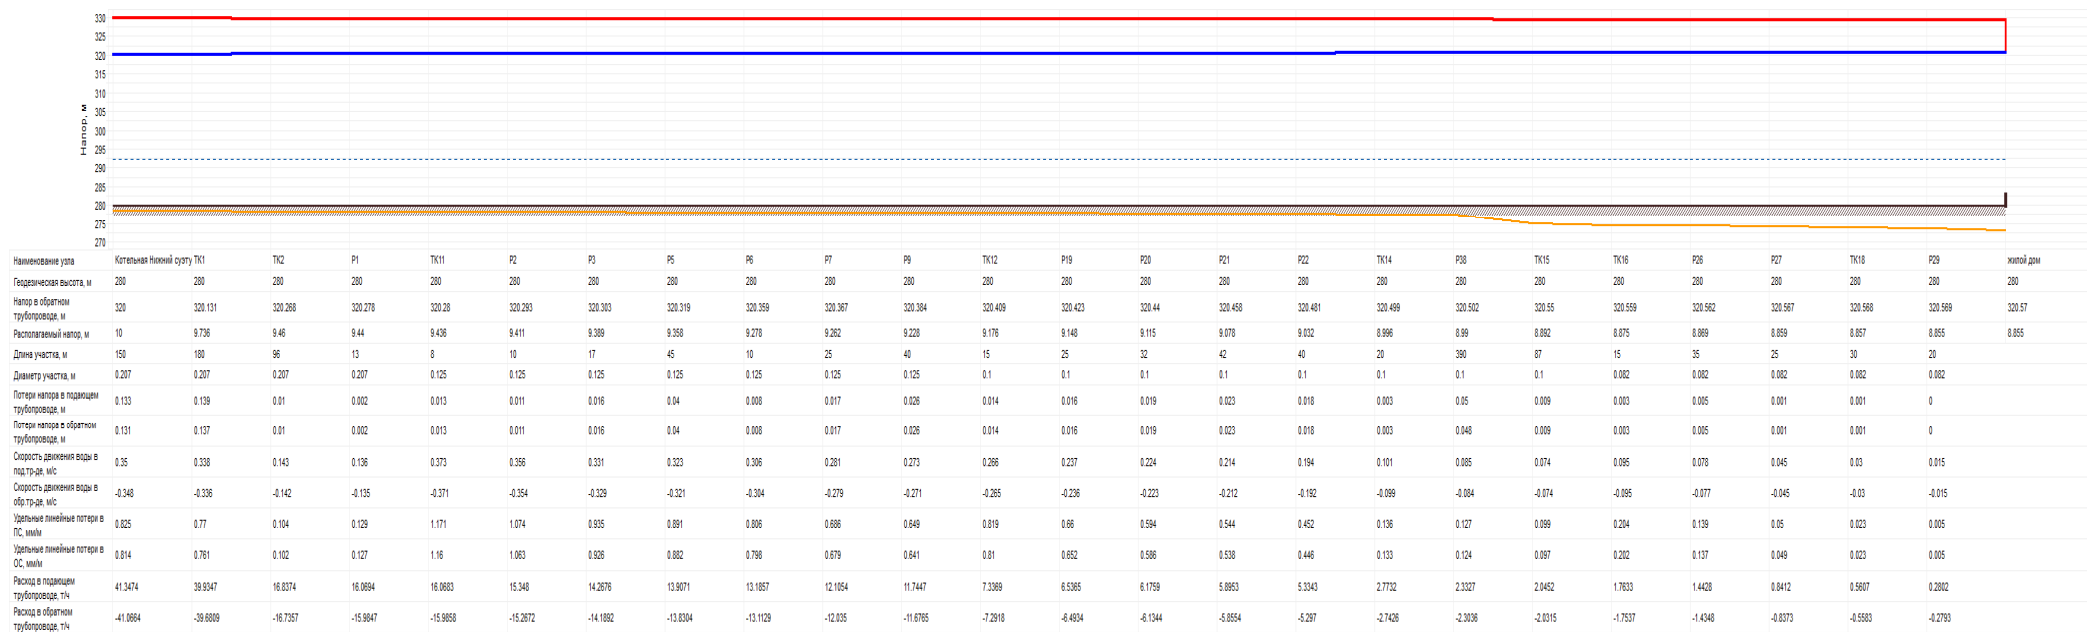 330
325
320
315
310
305
300
295
290
285
280
275
270
Напор, м
Наименование узла Котельная Нижний суэту ТК1 ТК2 Р1 ТК11 Р2 Р3 Р5 Р6 Р7 Р9 ТК12 Р19 Р20 Р21 Р22 ТК14 Р38 ТК15 ТК16 Р26 Р27 ТК18 Р29 жилой дом
Геодезическая высота, м 280 280 280 280 280 280 280 280 280 280 280 280 280 280 280 280 280 280 280 280 280 280 280 280 280
Напор в обратном
трубопроводе, м 320 320.131 320.268 320.278 320.28 320.293 320.303 320.319 320.359 320.367 320.384 320.409 320.423 320.44 320.458 320.481 320.499 320.502 320.55 320.559 320.562 320.567 320.568 320.569 320.57
Располагаемый напор, м 10 9.736 9.46 9.44 9.436 9.411 9.389 9.358 9.278 9.262 9.228 9.176 9.148 9.115 9.078 9.032 8.996 8.99 8.892 8.875 8.869 8.859 8.857 8.855 8.855
Длина участка, м 150 180 96 13 8 10 17 45 10 25 40 15 25 32 42 40 20 390 87 15 35 25 30 20
Диаметр участка, м 0.207 0.207 0.207 0.207 0.125 0.125 0.125 0.125 0.125 0.125 0.125 0.1 0.1 0.1 0.1 0.1 0.1 0.1 0.1 0.082 0.082 0.082 0.082 0.082
Потери напора в подающем
трубопроводе, м 0.133 0.139 0.01 0.002 0.013 0.011 0.016 0.04 0.008 0.017 0.026 0.014 0.016 0.019 0.023 0.018 0.003 0.05 0.009 0.003 0.005 0.001 0.001 0
Потери напора в обратном
трубопроводе, м 0.131 0.137 0.01 0.002 0.013 0.011 0.016 0.04 0.008 0.017 0.026 0.014 0.016 0.019 0.023 0.018 0.003 0.048 0.009 0.003 0.005 0.001 0.001 0
Скорость движения воды в
под.тр-де, м/с 0.35 0.338 0.143 0.136 0.373 0.356 0.331 0.323 0.306 0.281 0.273 0.266 0.237 0.224 0.214 0.194 0.101 0.085 0.074 0.095 0.078 0.045 0.03 0.015
Скорость движения воды в
обр.тр-де, м/с -0.348 -0.336 -0.142 -0.135 -0.371 -0.354 -0.329 -0.321 -0.304 -0.279 -0.271 -0.265 -0.236 -0.223 -0.212 -0.192 -0.099 -0.084 -0.074 -0.095 -0.077 -0.045 -0.03 -0.015
Удельные линейные потери в
ПС, мм/м 0.825 0.77 0.104 0.129 1.171 1.074 0.935 0.891 0.806 0.686 0.649 0.819 0.66 0.594 0.544 0.452 0.136 0.127 0.099 0.204 0.139 0.05 0.023 0.005
Удельные линейные потери в
ОС, мм/м 0.814 0.761 0.102 0.127 1.16 1.063 0.926 0.882 0.798 0.679 0.641 0.81 0.652 0.586 0.538 0.446 0.133 0.124 0.097 0.202 0.137 0.049 0.023 0.005
Расход в подающем
трубопроводе, т/ч 41.3474 39.9347 16.8374 16.0694 16.0683 15.348 14.2676 13.9071 13.1857 12.1054 11.7447 7.3369 6.5365 6.1759 5.8953 5.3343 2.7732 2.3327 2.0452 1.7633 1.4428 0.8412 0.5607 0.2802
Расход в обратном
трубопроводе, т/ч -41.0664 -39.6809 -16.7357 -15.9847 -15.9858 -15.2672 -14.1892 -13.8304 -13.1129 -12.035 -11.6765 -7.2918 -6.4934 -6.1344 -5.8554 -5.297 -2.7426 -2.3036 -2.0315 -1.7537 -1.4348 -0.8373 -0.5583 -0.2793